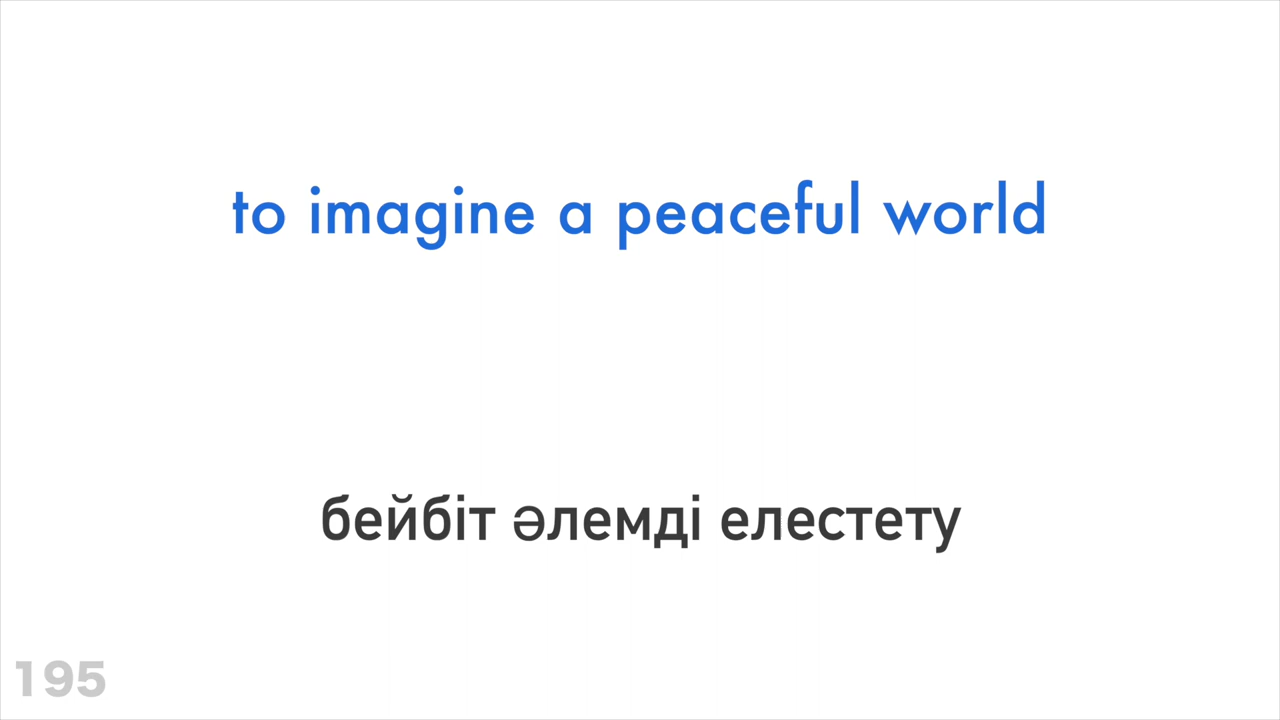 to imagine a peaceful world
бейбіт әлемді елестету
195